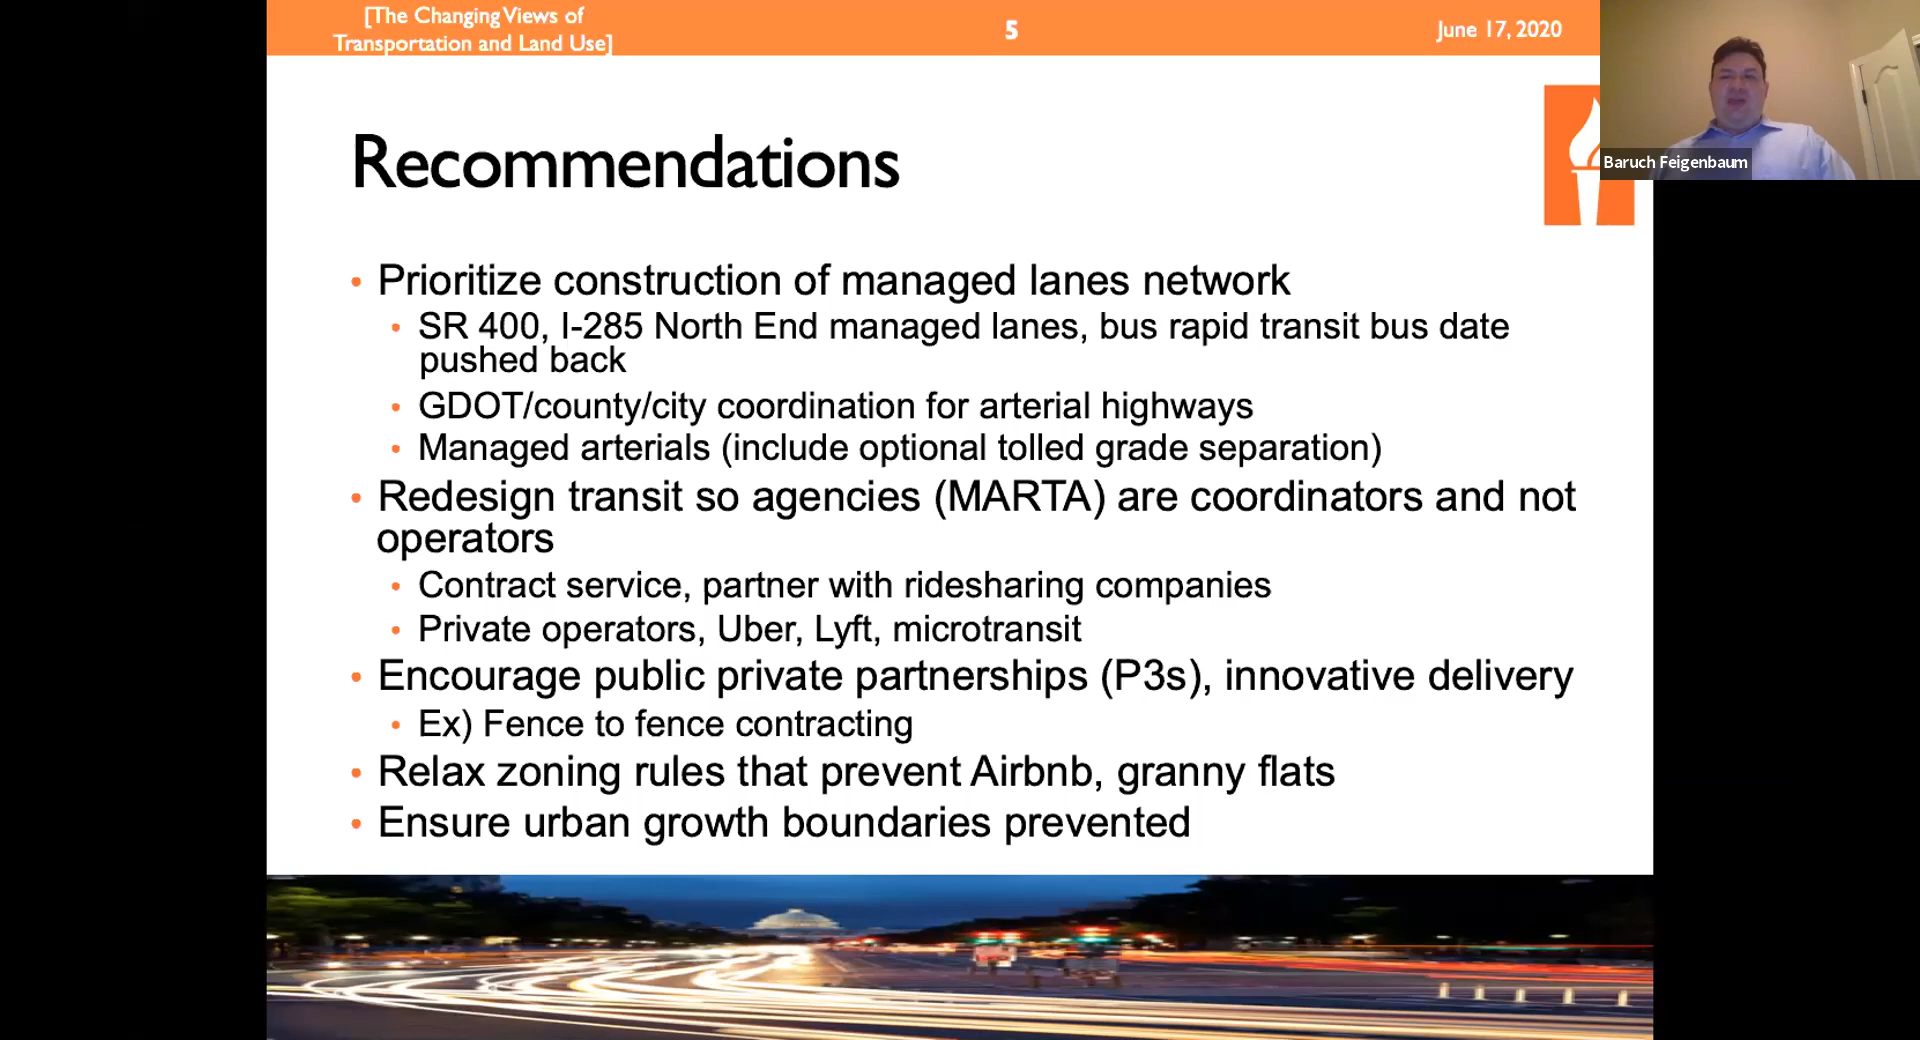 [The Changing Views of
Transportation and Land Use]
5
June 17, 2020
Baruch Feigenbaum
Recommendations
• Prioritize construction of managed lanes network
• SR 400, I-285 North End managed lanes, bus rapid transit bus date
pushed back
• GDOT/county/city coordination for arterial highways
• Managed arterials (include optional tolled grade separation)
• Redesign transit so agencies (MARTA) are coordinators and not
operators
• Contract service, partner with ridesharing companies
• Private operators, Uber, Lyft, microtransit
• Encourage public private partnerships (P3s), innovative delivery
• Ex) Fence to fence contracting
• Relax zoning rules that prevent Airbnb, granny flats
• Ensure urban growth boundaries prevented